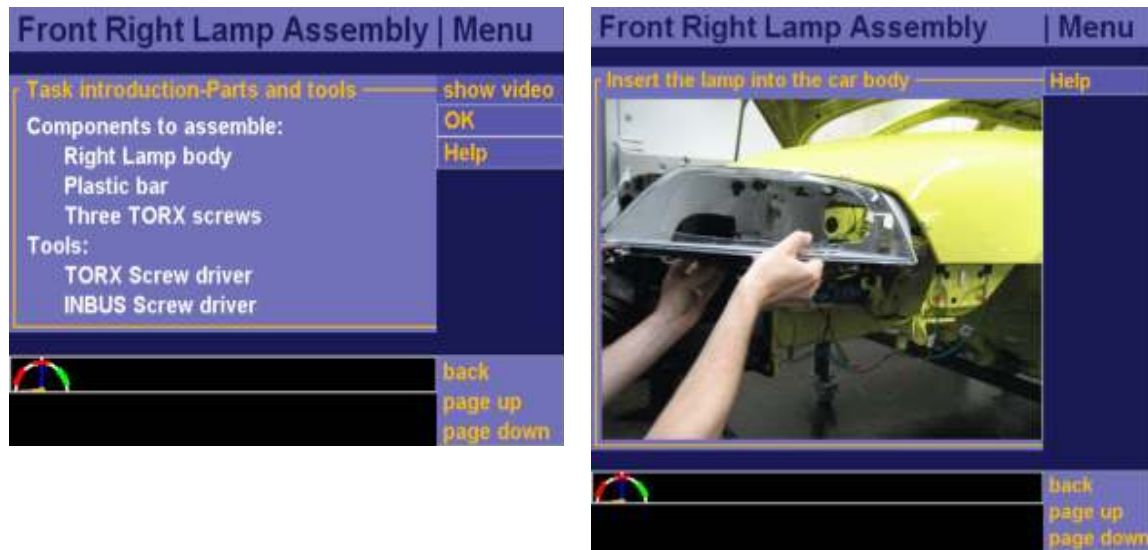 Front Right Lamp Assembly | Menu
Task introduction-Parts and tools
show video
Components to assemble:
OK
Right Lamp body
Help
Plastic bar
Three TORX screws
Tools:
TORX Screw driver
INBUS Screw driver
back
page up
page down
Front Right Lamp Assembly | Menu
Insert the lamp into the car body
Help
back
page up
page down